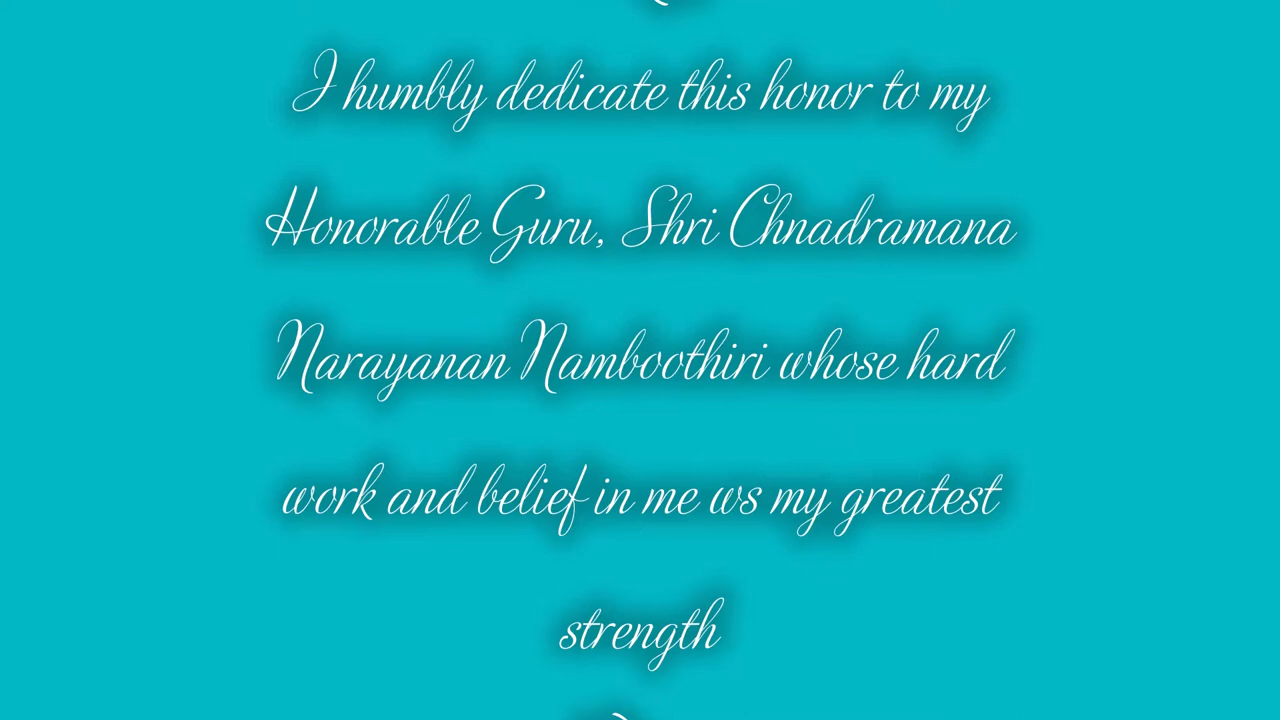 I humbly dedicate this honor to my
Honorable Guru, Shri Chnadramana
Narayanan Namboothiri whose hard
work and belief in me ws my greatest
strength